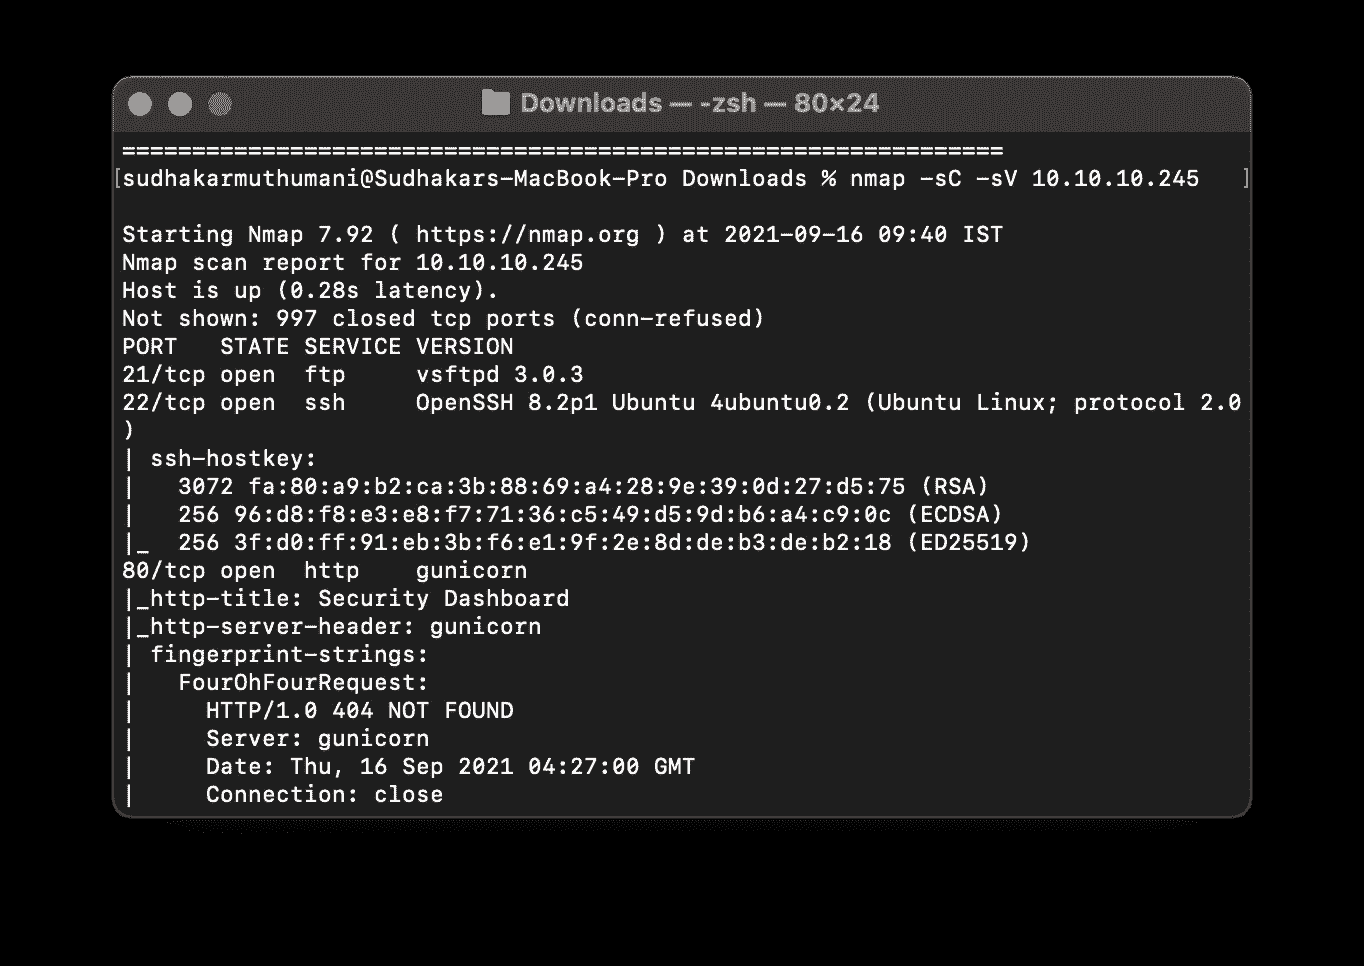 Downloads — -zsh — 80×24
===============================================================
[sudhakarmuthumani@Sudhakars-MacBook-Pro Downloads % nmap -sC -sV 10.10.10.245   ]
Starting Nmap 7.92 ( https://nmap.org ) at 2021-09-16 09:40 IST
Nmap scan report for 10.10.10.245
Host is up (0.28s latency).
Not shown: 997 closed tcp ports (conn-refused)
PORT   STATE SERVICE VERSION
21/tcp open  ftp     vsftpd 3.0.3
22/tcp open  ssh     OpenSSH 8.2p1 Ubuntu 4ubuntu0.2 (Ubuntu Linux; protocol 2.0
)
| ssh-hostkey:
|   3072 fa:80:a9:b2:ca:3b:88:69:a4:28:9e:39:0d:27:d5:75 (RSA)
|   256 96:d8:f8:e3:e8:f7:71:36:c5:49:d5:9d:b6:a4:c9:0c (ECDSA)
|_  256 3f:d0:ff:91:eb:3b:f6:e1:9f:2e:8d:de:b3:de:b2:18 (ED25519)
80/tcp open  http    gunicorn
|_http-title: Security Dashboard
|_http-server-header: gunicorn
| fingerprint-strings:
|   FourOhFourRequest:
|     HTTP/1.0 404 NOT FOUND
|     Server: gunicorn
|     Date: Thu, 16 Sep 2021 04:27:00 GMT
|     Connection: close